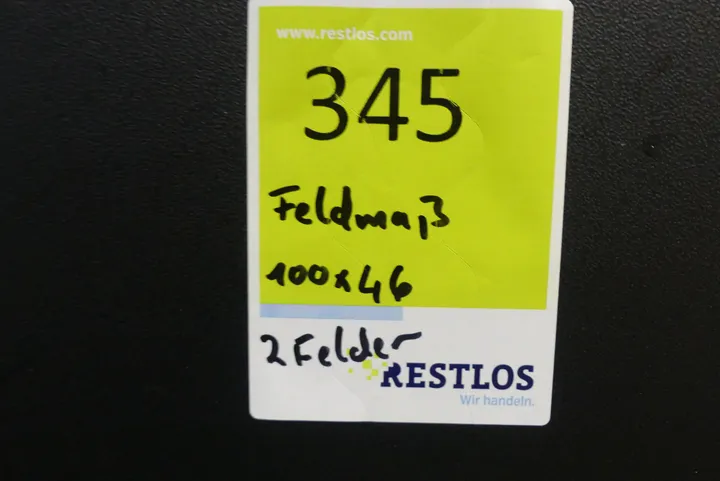 www.restlos.com
345
Feldmaß
100x46
2 Felder
RESTLOS
Wir handeln.